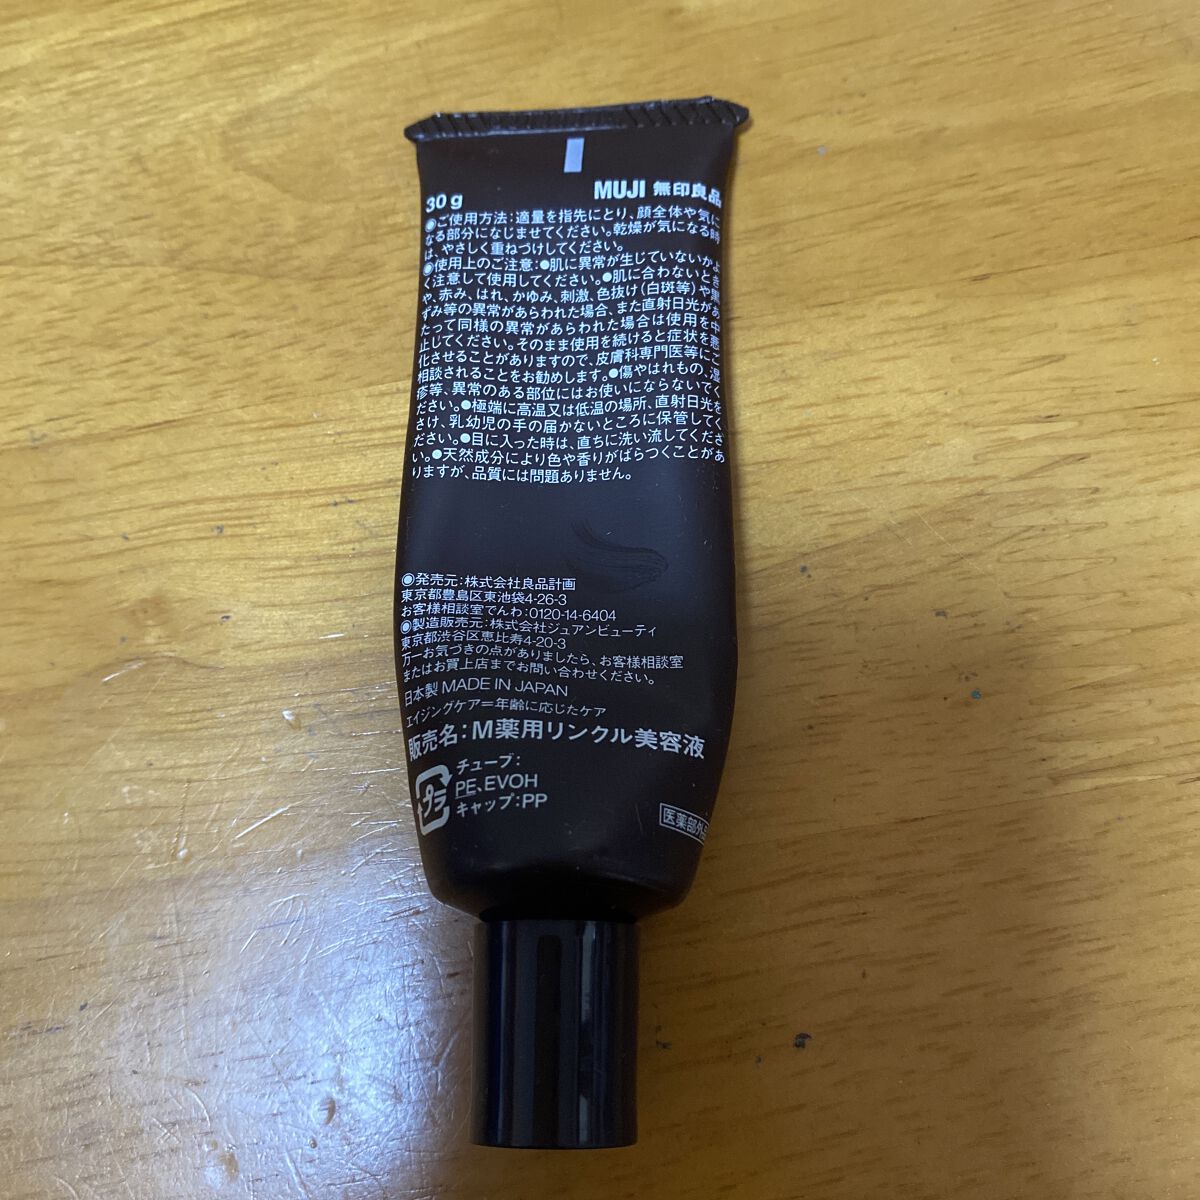 MUJI 無印良品
30g
◉ご使用方法:適量を指先にとり、顔全体や気に
なる部分になじませてください。乾燥が気になる時
は、やさしく重ねづけしてください。
◉使用上のご注意:●肌に異常が生じていないかよ
く注意して使用してください。●肌に合わないとき
や、赤み、はれ、かゆみ、刺激、色抜け(白斑等)や黒
ずみ等の異常があらわれた場合、また直射日光があ
たって同様の異常があらわれた場合は使用を中
止してください。そのまま使用を続けると症状を悪
化させることがありますので、皮膚科専門医等にご
相談されることをお勧めします。●傷やはれもの、湿
疹等、異常のある部位にはお使いにならないでく
ださい。●極端に高温又は低温の場所、直射日光を
さけ、乳幼児の手の届かないところに保管してく
ださい。●目に入った時は、直ちに洗い流してくださ
い。●天然成分により色や香りがばらつくことがあ
りますが、品質には問題ありません。
◉発売元:株式会社良品計画
東京都豊島区東池袋4-26-3
お客様相談室でんわ:0120-14-6404
◉製造販売元:株式会社ジュアンビューティ
東京都渋谷区恵比寿4-20-3
万一お気づきの点がありましたら、お客様相談室
またはお買上店までお問い合わせください。
日本製 MADE IN JAPAN
エイジングケア=年齢に応じたケア
販売名:M薬用リンクル美容液
プラ
チューブ:
PE、EVOH
キャップ:PP
医薬部外品